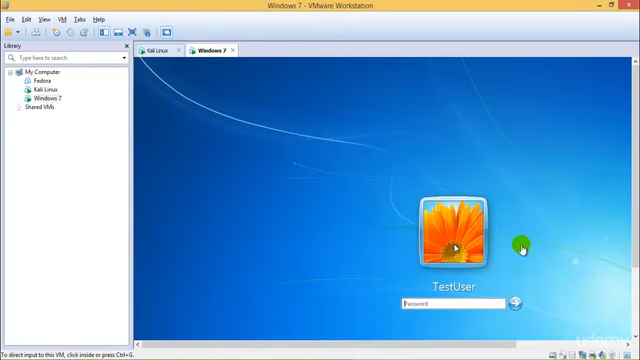 Windows 7 - VMware Workstation
File Edit View VM Tabs Help
Library
Type here to search
My Computer
Fedora
Kali Linux
Windows 7
Shared VMs
Kali Linux
Windows 7
TestUser
Password
To direct input to this VM, click inside or press Ctrl+G.
udemy